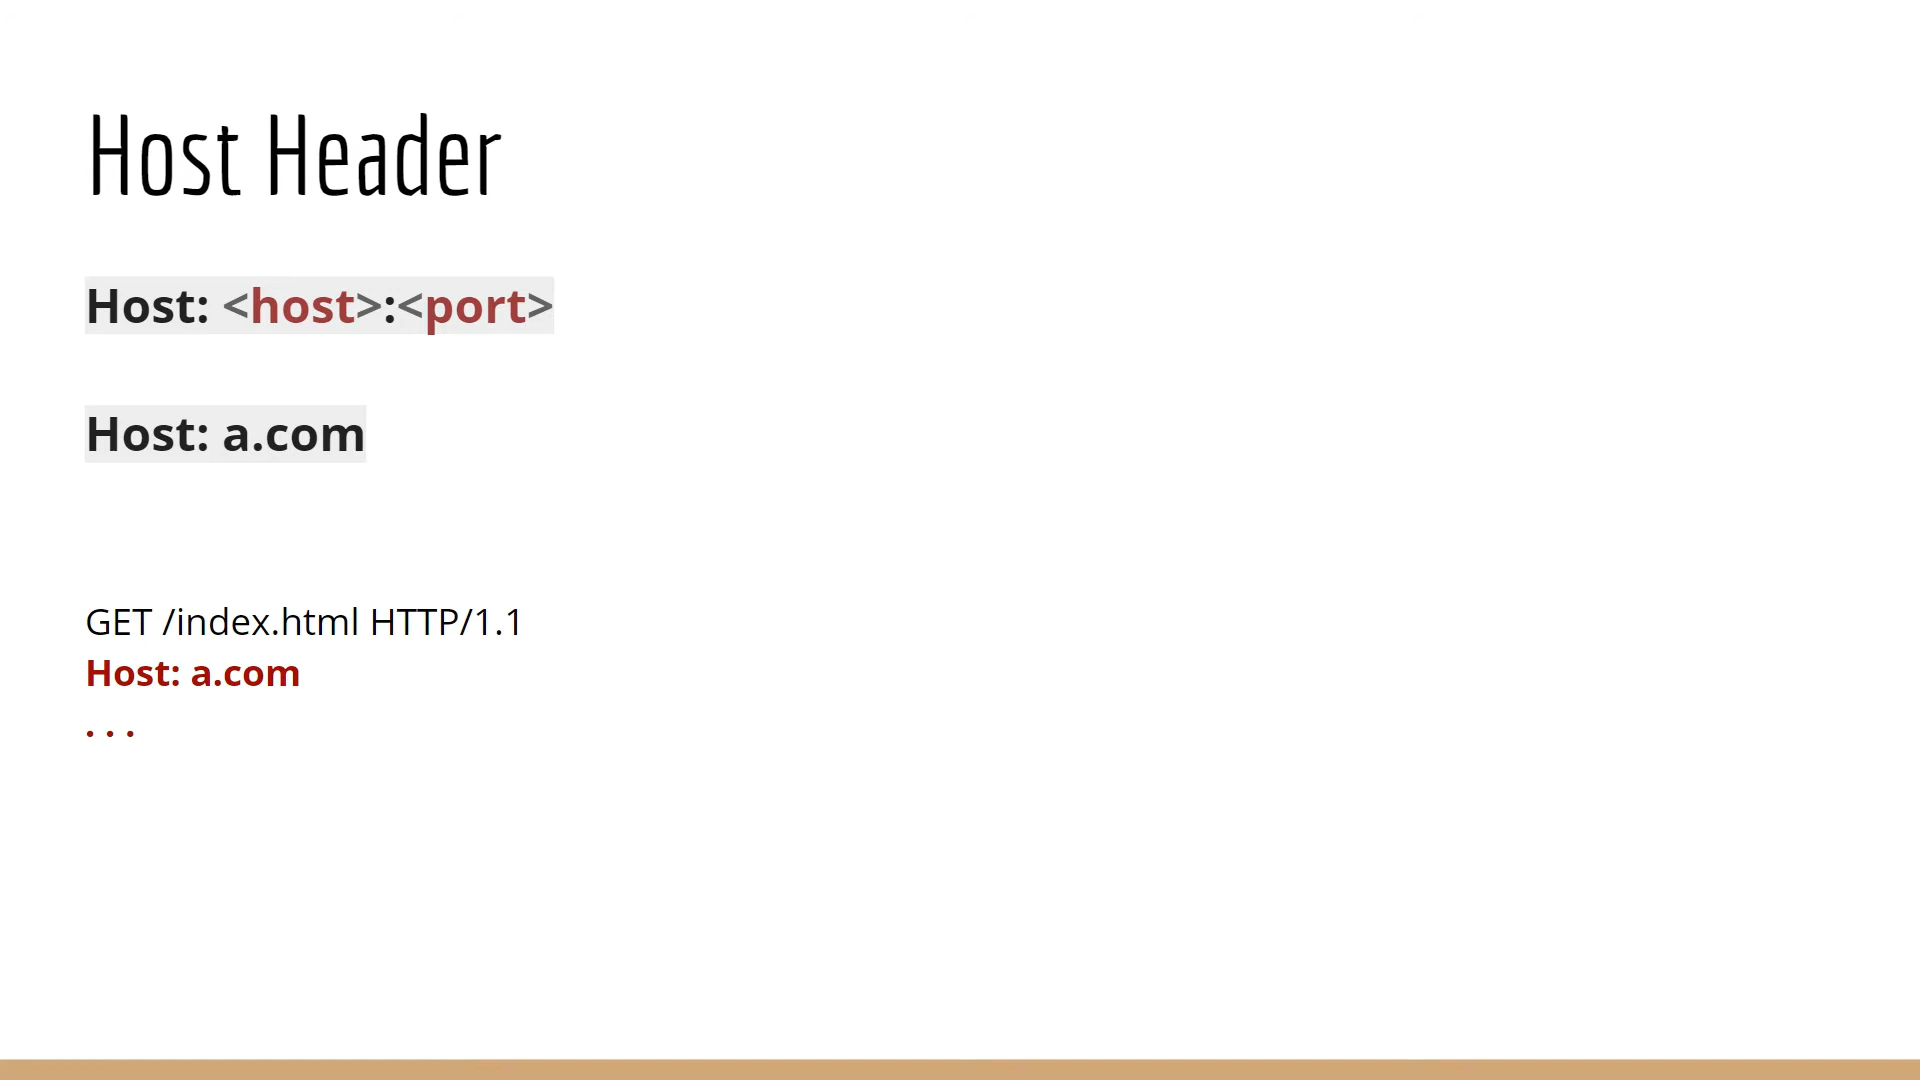 Host Header
Host: <host>:<port>
Host: a.com
GET /index.html HTTP/1.1
Host: a.com
. . .